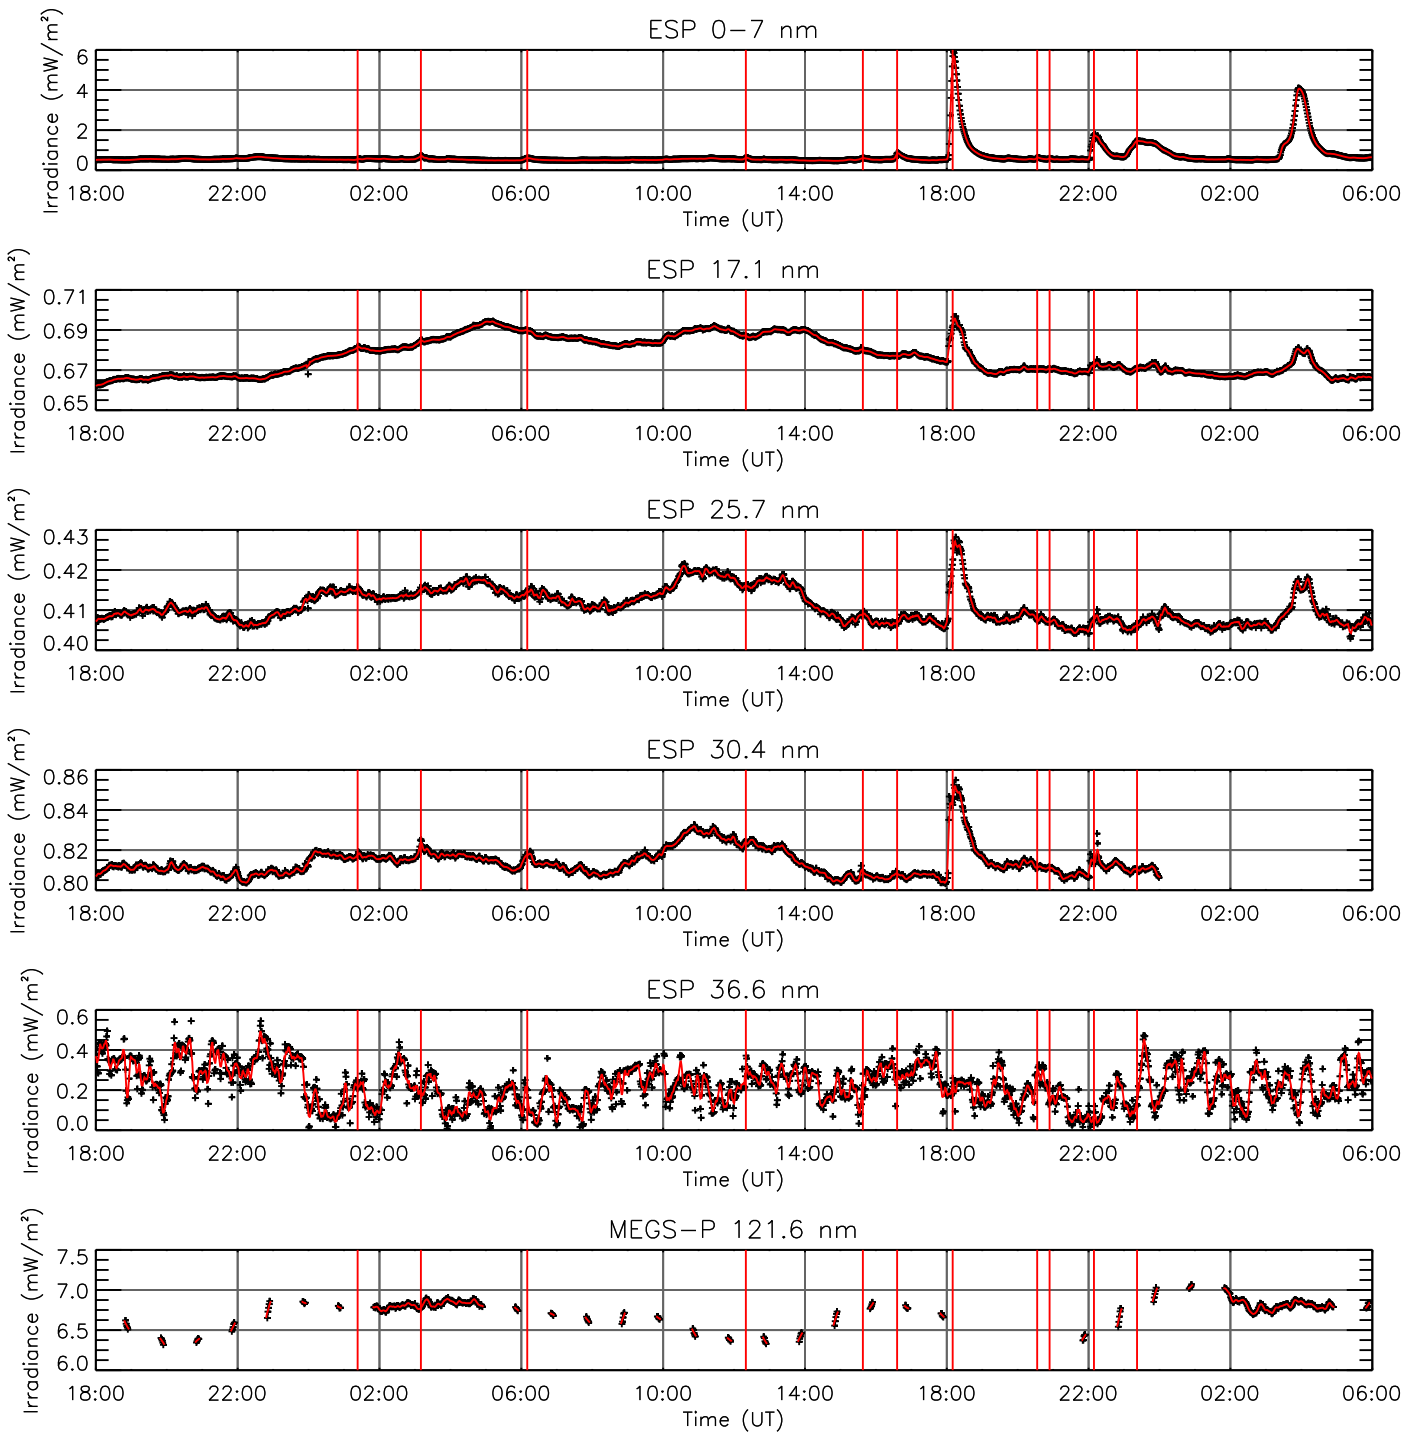 ESP 0-7 nm
Irradiance (mW/m²)
6
4
2
0
18:00 22:00 02:00 06:00 10:00 14:00 18:00 22:00 02:00 06:00
Time (UT)
ESP 17.1 nm
Irradiance (mW/m²)
0.71
0.69
0.67
0.65
18:00 22:00 02:00 06:00 10:00 14:00 18:00 22:00 02:00 06:00
Time (UT)
ESP 25.7 nm
Irradiance (mW/m²)
0.43
0.42
0.41
0.40
18:00 22:00 02:00 06:00 10:00 14:00 18:00 22:00 02:00 06:00
Time (UT)
ESP 30.4 nm
Irradiance (mW/m²)
0.86
0.84
0.82
0.80
18:00 22:00 02:00 06:00 10:00 14:00 18:00 22:00 02:00 06:00
Time (UT)
ESP 36.6 nm
Irradiance (mW/m²)
0.6
0.4
0.2
0.0
18:00 22:00 02:00 06:00 10:00 14:00 18:00 22:00 02:00 06:00
Time (UT)
MEGS-P 121.6 nm
Irradiance (mW/m²)
7.5
7.0
6.5
6.0
18:00 22:00 02:00 06:00 10:00 14:00 18:00 22:00 02:00 06:00
Time (UT)